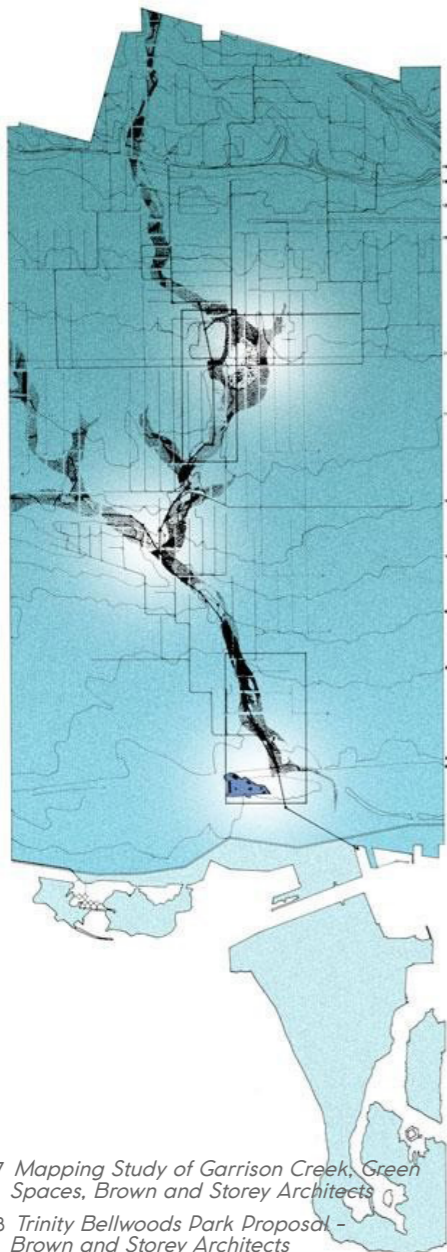 7 Mapping Study of Garrison Creek, Green
Spaces, Brown and Storey Architects
8 Trinity Bellwoods Park Proposal -
Brown and Storey Architects